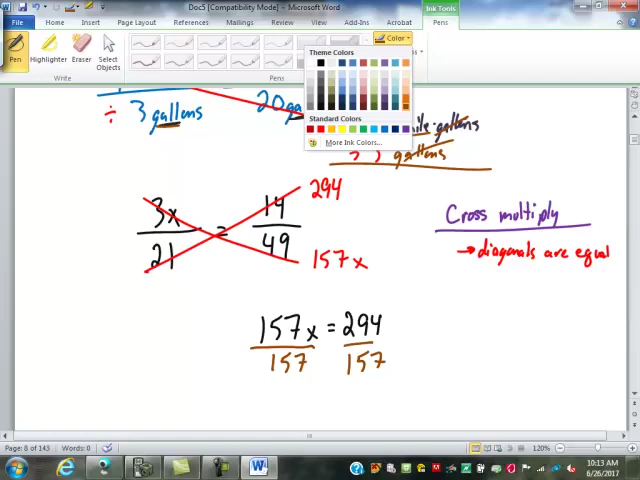 Doc5 [Compatibility Mode] - Microsoft Word
Ink Tools
File Home Insert Page Layout References Mailings Review View Acrobat Pens
Pen Highlighter Eraser Select Objects
Write
Color
Theme Colors
Standard Colors
More Ink Colors...
Pens
÷ 3 gallons 20
gallons
gallons
3x/21 = 14/49
294
157x
Cross multiply
→ diagonals are equal
157x = 294
157 157
Page: 8 of 143 Words: 0 120%
10:13 AM
6/26/2017